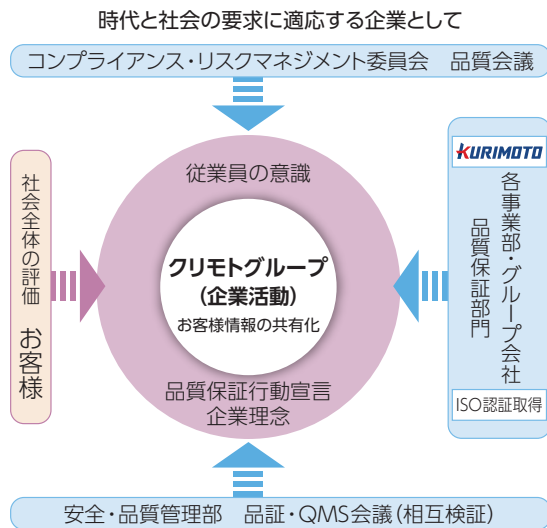 時代と社会の要求に適応する企業として
コンプライアンス・リスクマネジメント委員会 品質会議
社会全体の評価 お客様
従業員の意識
クリモトグループ
(企業活動)
お客様情報の共有化
品質保証行動宣言
企業理念
KURIMOTO
各事業部・グループ会社
品質保証部門
ISO認証取得
安全・品質管理部 品証・QMS会議(相互検証)